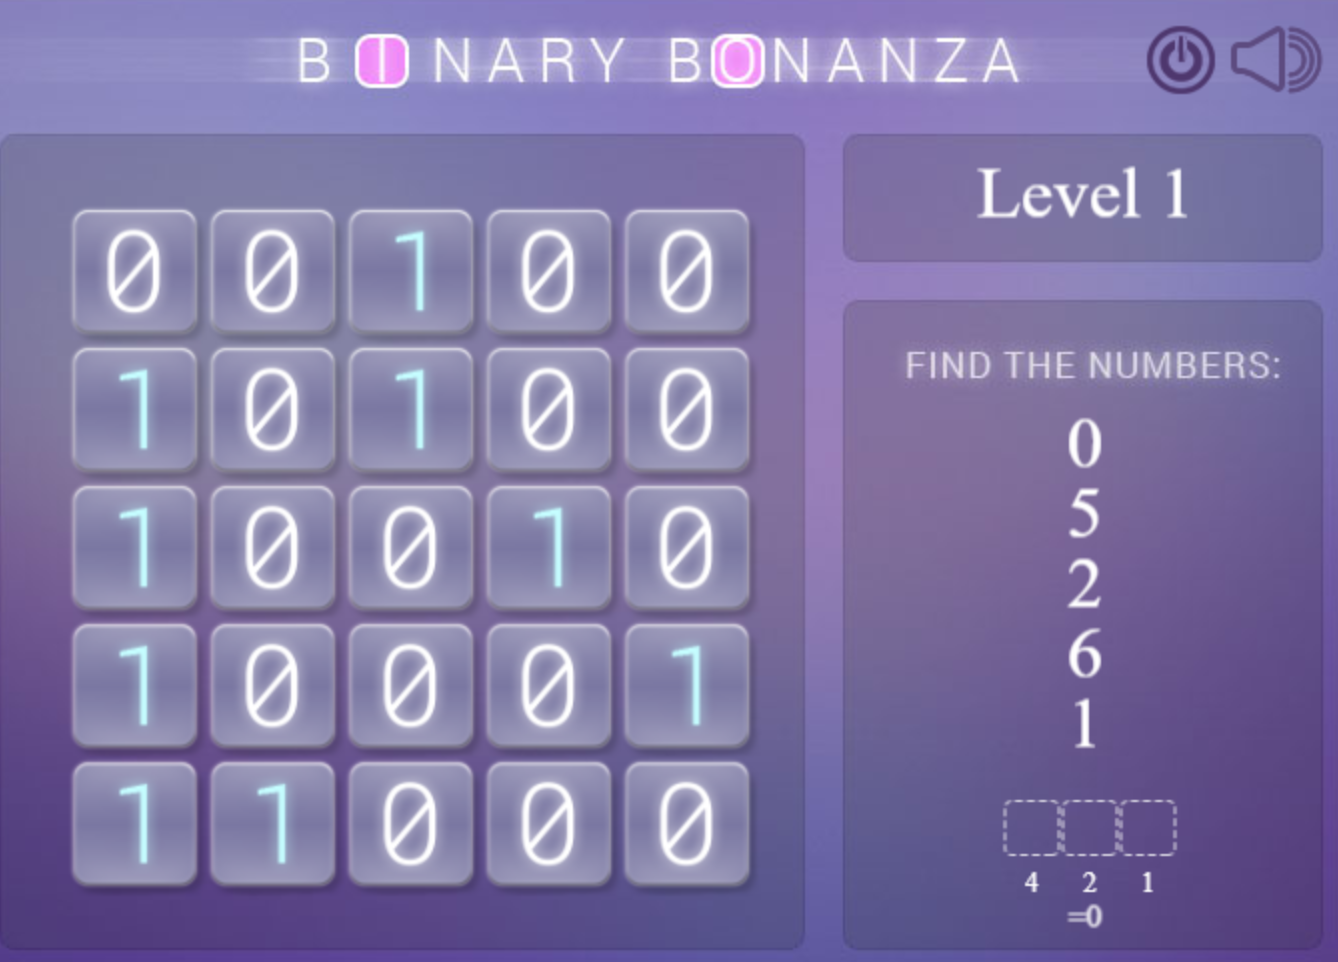 BINARY BONANZA
Level 1
0 0 1 0 0
1 0 1 0 0
1 0 0 1 0
1 0 0 0 1
1 1 0 0 0
FIND THE NUMBERS:
0
5
2
6
1
4 2 1
=0